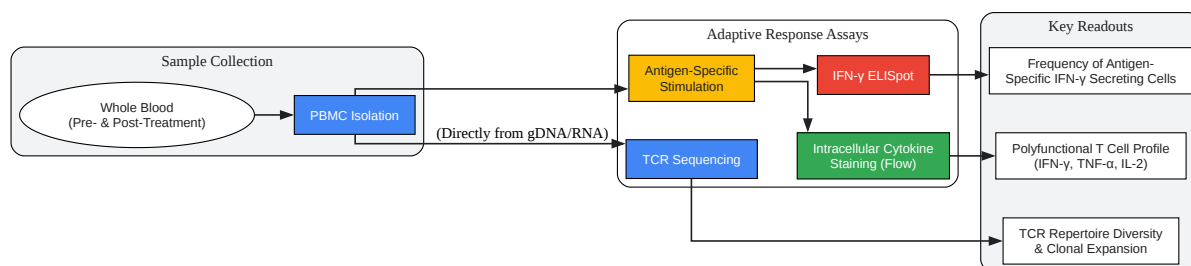 Sample Collection
Whole Blood
(Pre- & Post-Treatment)
PBMC Isolation
(Directly from gDNA/RNA)
Adaptive Response Assays
Antigen-Specific
Stimulation
IFN-γ ELISpot
TCR Sequencing
Intracellular Cytokine
Staining (Flow)
Key Readouts
Frequency of Antigen-
Specific IFN-γ Secreting Cells
Polyfunctional T Cell Profile
(IFN-γ, TNF-α, IL-2)
TCR Repertoire Diversity
& Clonal Expansion